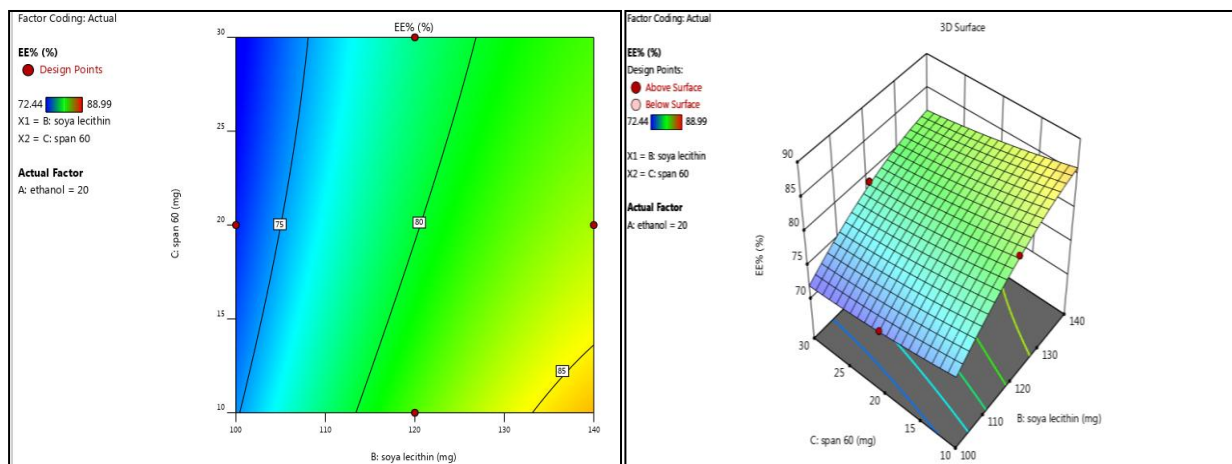 Factor Coding: Actual
EE% (%)
EE% (%)
Design Points
72.44 88.99
X1 = B: soya lecithin
X2 = C: span 60
Actual Factor
A: ethanol = 20
30
25
20
15
10
C: span 60 (mg)
75
80
85
100 110 120 130 140
B: soya lecithin (mg)
Factor Coding: Actual
3D Surface
EE% (%)
Design Points:
Above Surface
Below Surface
72.44 88.99
X1 = B: soya lecithin
X2 = C: span 60
Actual Factor
A: ethanol = 20
90
85
80
75
70
EE% (%)
30
25
20
15
10
C: span 60 (mg)
100
110
120
130
140
B: soya lecithin (mg)